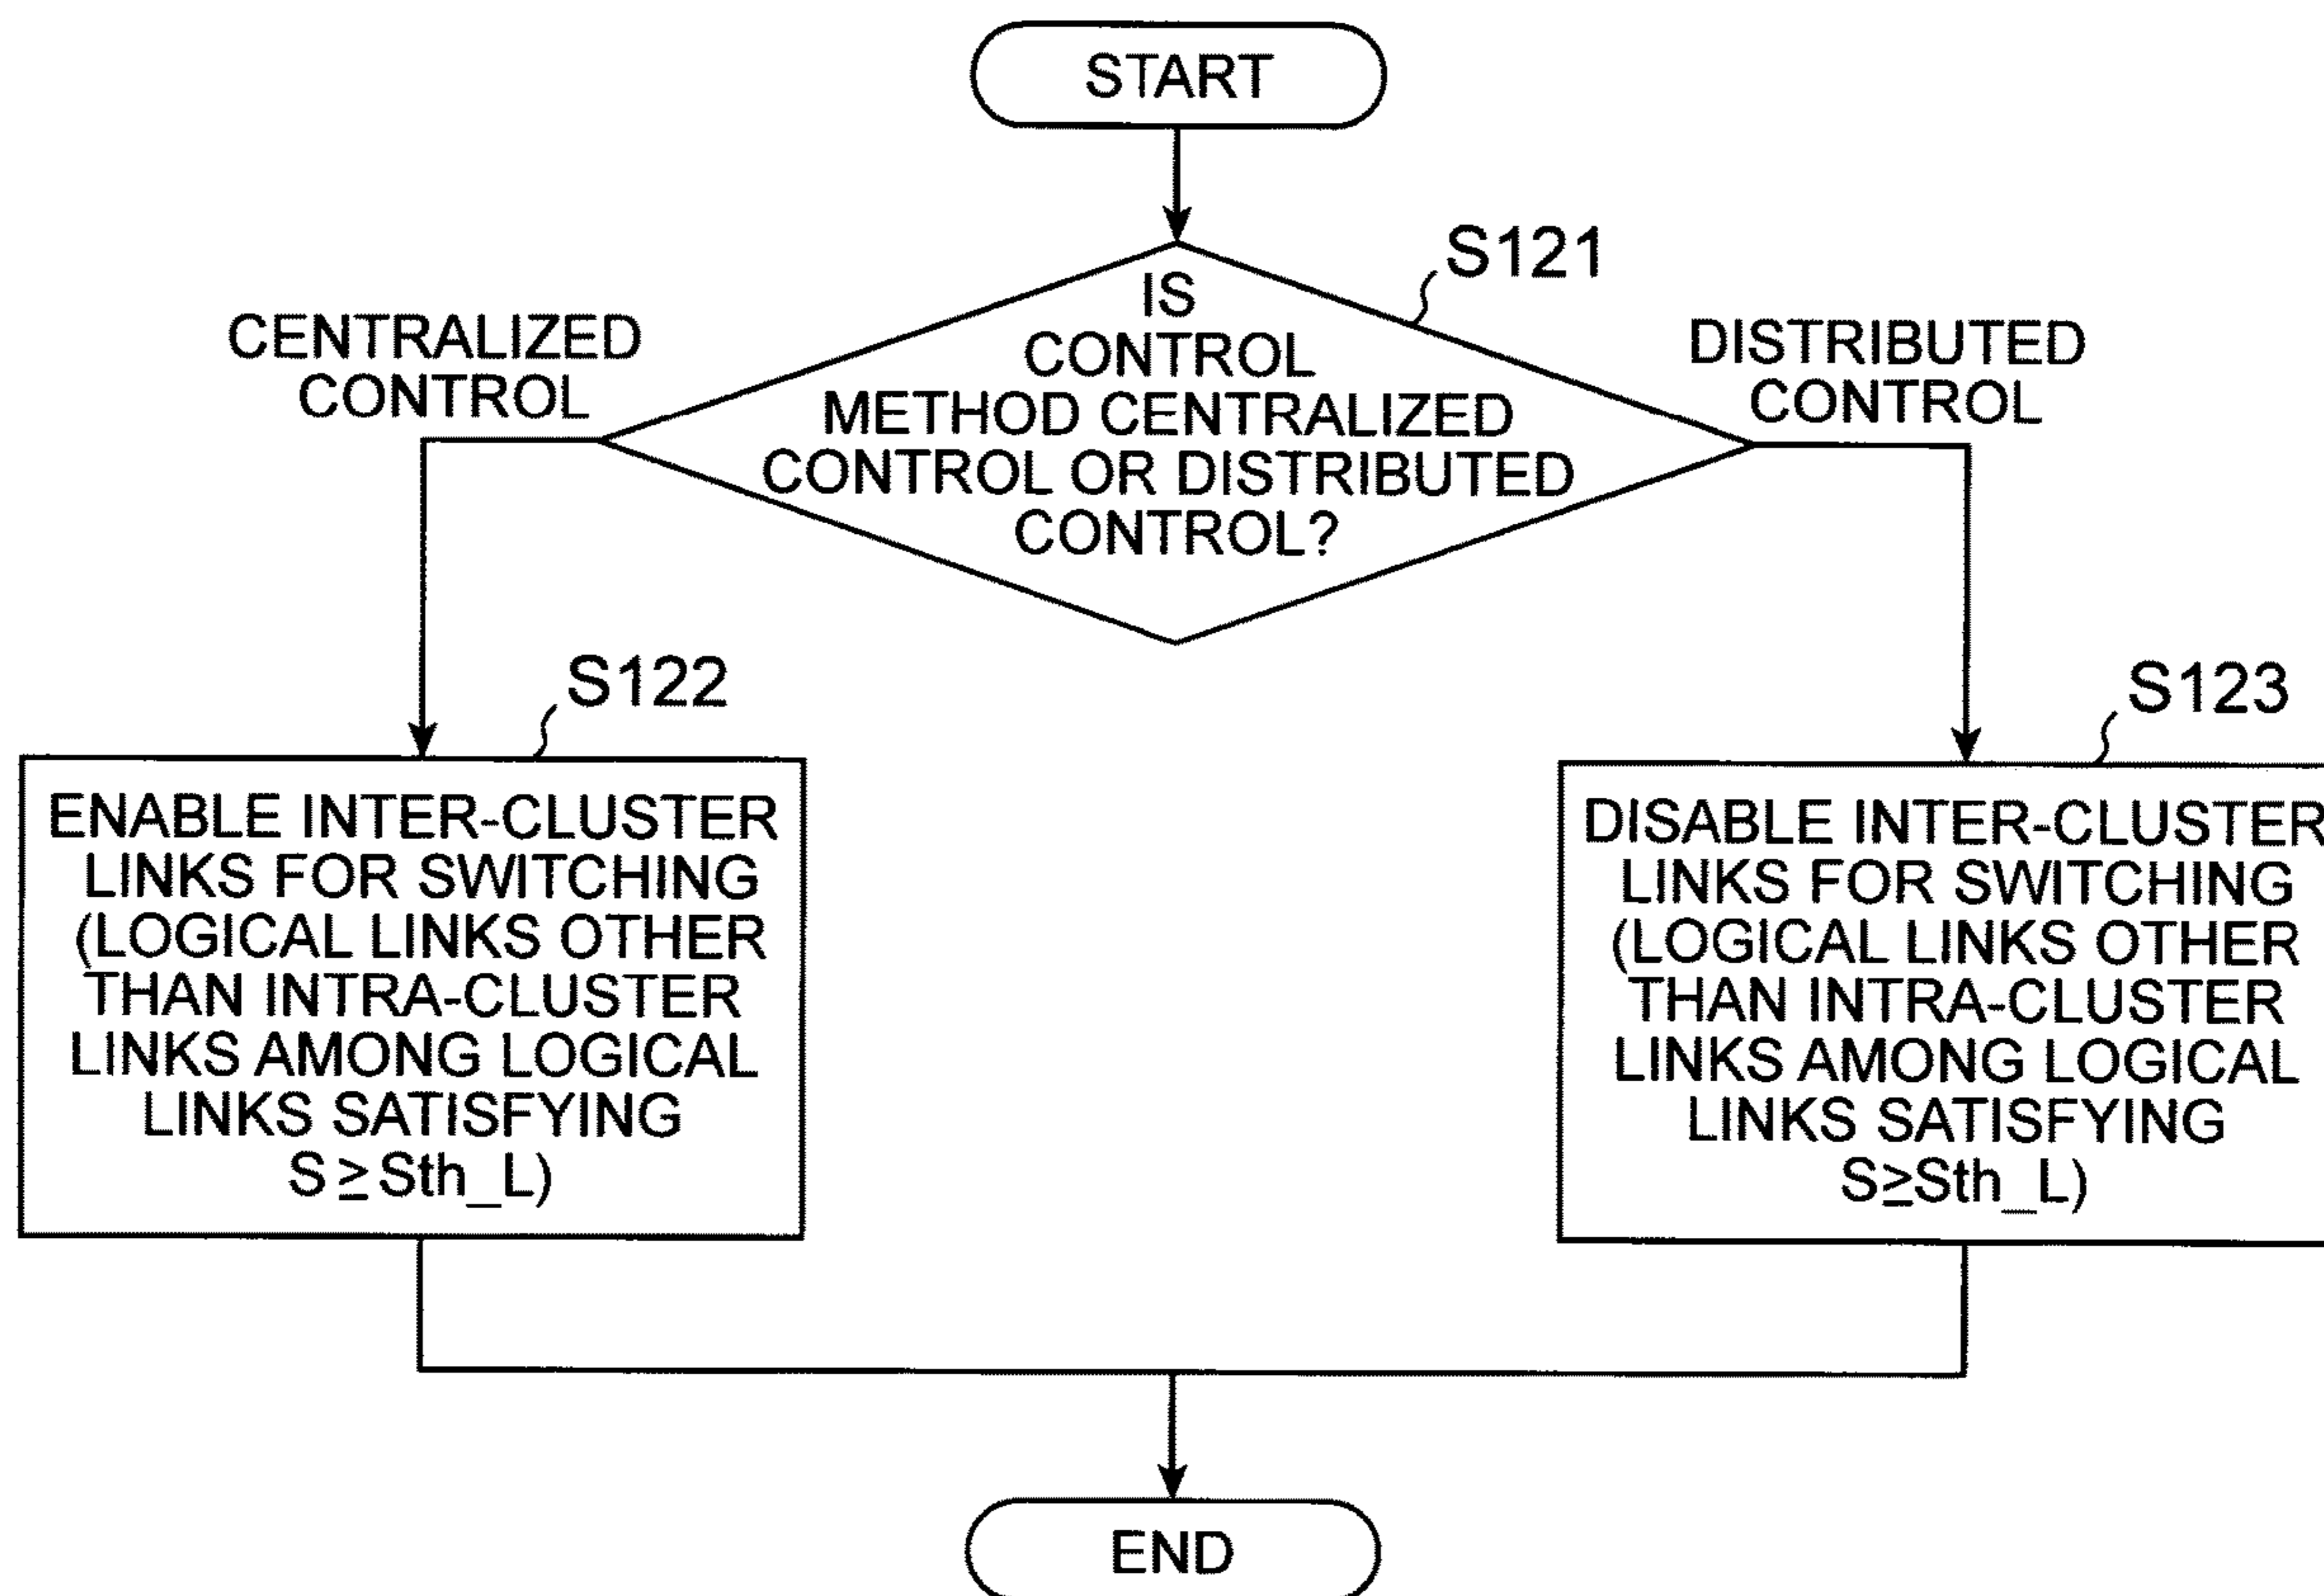 START
S121
IS
CONTROL
METHOD CENTRALIZED
CONTROL OR DISTRIBUTED
CONTROL?
CENTRALIZED
CONTROL
DISTRIBUTED
CONTROL
S122
ENABLE INTER-CLUSTER
LINKS FOR SWITCHING
(LOGICAL LINKS OTHER
THAN INTRA-CLUSTER
LINKS AMONG LOGICAL
LINKS SATISFYING
S≥Sth_L)
S123
DISABLE INTER-CLUSTER
LINKS FOR SWITCHING
(LOGICAL LINKS OTHER
THAN INTRA-CLUSTER
LINKS AMONG LOGICAL
LINKS SATISFYING
S≥Sth_L)
END